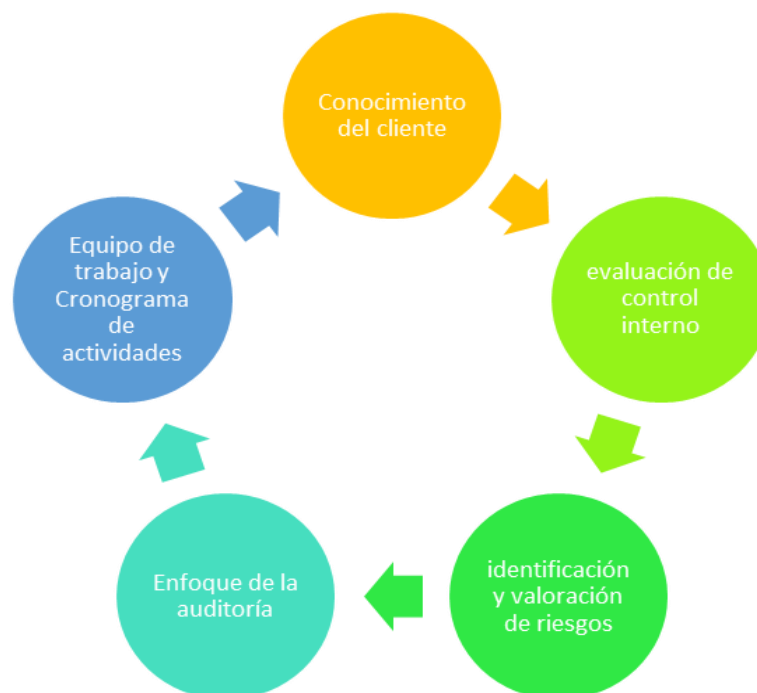 Conocimiento
del cliente
evaluación de
control
interno
identificación
y valoración
de riesgos
Enfoque de la
auditoría
Equipo de
trabajo y
Cronograma
de
actividades